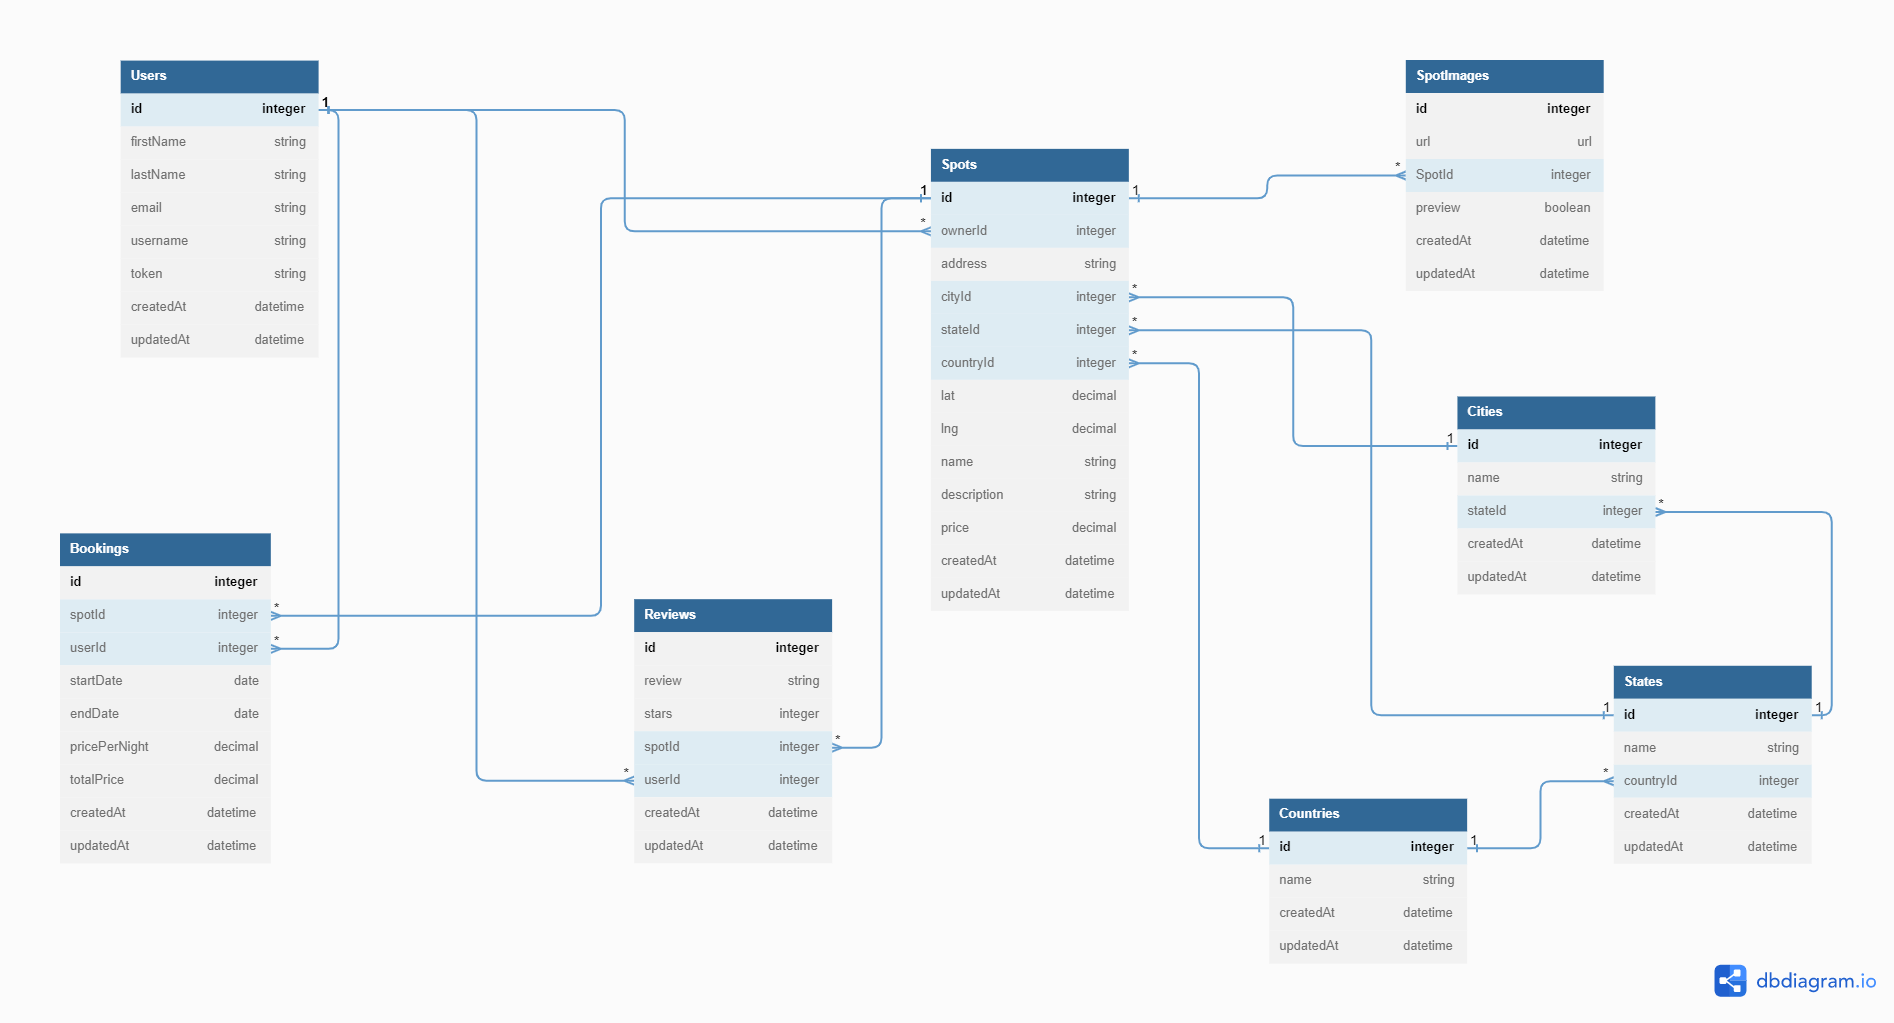 Users
id integer 1
firstName string
lastName string
email string
username string
token string
createdAt datetime
updatedAt datetime
Bookings
id integer
spotId integer *
userId integer *
startDate date
endDate date
pricePerNight decimal
totalPrice decimal
createdAt datetime
updatedAt datetime
Reviews
id integer
review string
stars integer
spotId integer *
* userId integer
createdAt datetime
updatedAt datetime
Spots
1 id integer 1
* ownerId integer
address string
cityId integer *
stateId integer *
countryId integer *
lat decimal
lng decimal
name string
description string
price decimal
createdAt datetime
updatedAt datetime
SpotImages
id integer
url url
* SpotId integer
preview boolean
createdAt datetime
updatedAt datetime
Cities
1 id integer
name string
stateId integer *
createdAt datetime
updatedAt datetime
States
1 id integer 1
name string
* countryId integer
createdAt datetime
updatedAt datetime
Countries
1 id integer 1
name string
createdAt datetime
updatedAt datetime
dbdiagram.io